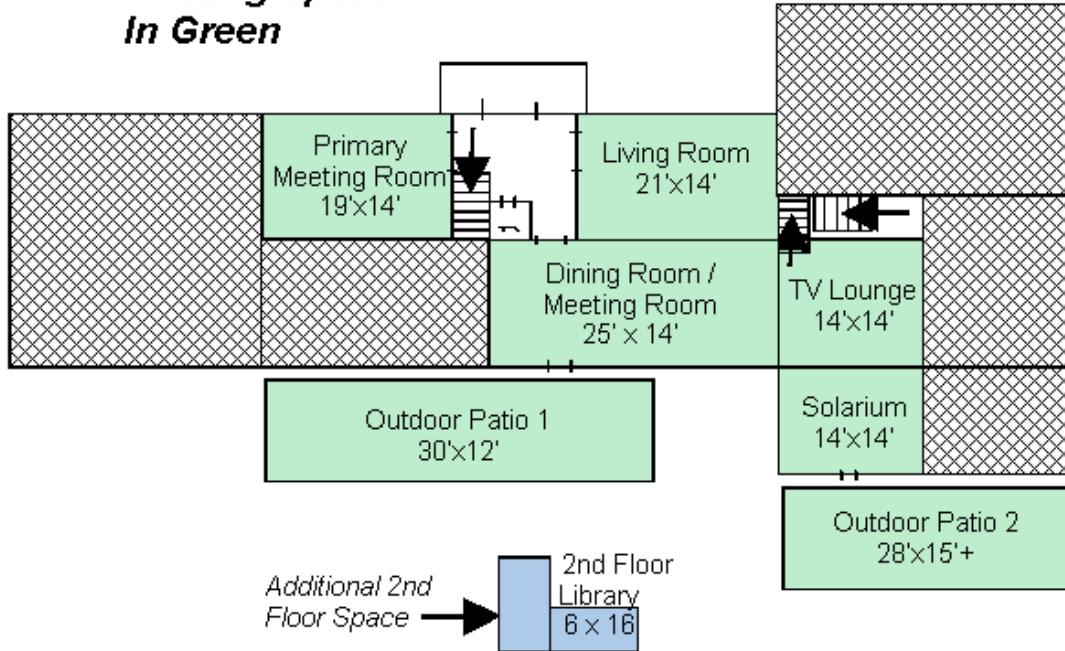 In Green
Primary
Meeting Room
19'x14'
Living Room
21'x14'
Dining Room /
Meeting Room
25' x 14'
TV Lounge
14'x14'
Solarium
14'x14'
Outdoor Patio 1
30'x12'
Outdoor Patio 2
28'x15'+
Additional 2nd
Floor Space
2nd Floor
Library
6 x 16